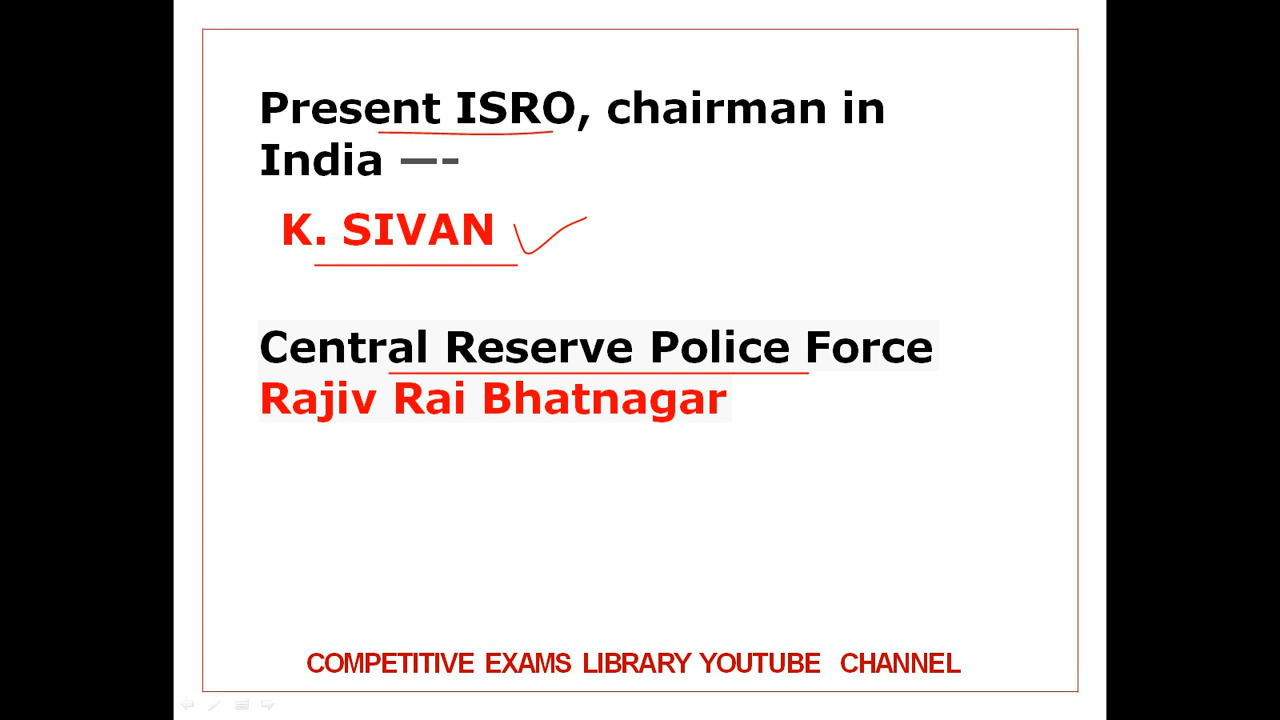 Present ISRO, chairman in
India —-
K. SIVAN
Central Reserve Police Force
Rajiv Rai Bhatnagar
COMPETITIVE EXAMS LIBRARY YOUTUBE CHANNEL